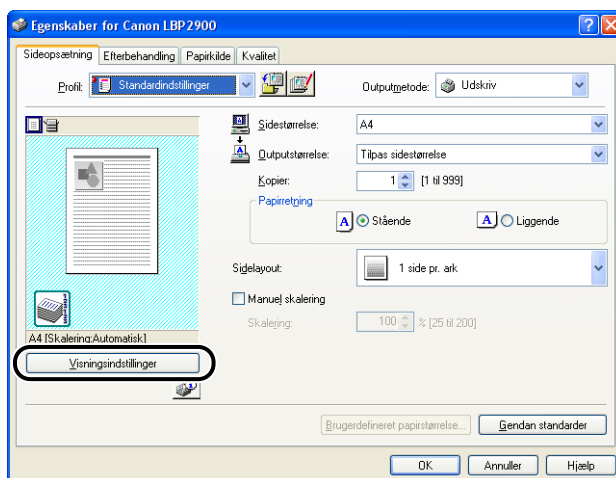 Egenskaber for Canon LBP2900
Sideopsætning Efterbehandling Papirkilde Kvalitet
Profil: Standardindstillinger Outputmetode: Udskriv
Sidestørrelse: A4
Outputstørrelse: Tilpas sidestørrelse
Kopier: 1 [1 til 999]
Papirretning
A Stående A Liggende
Sidelayout: 1 side pr. ark
Manuel skalering
Skalering: 100 % [25 til 200]
A4 [Skalering:Automatisk]
Visningsindstillinger
Brugerdefineret papirstørrelse... Gendan standarder
OK Annuller Hjælp